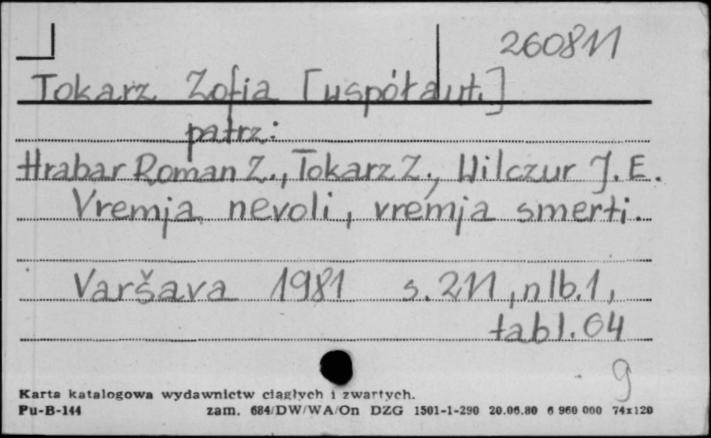 260811
Tokarz Zofia [współaut.]
patrz:
Hrabar Roman Z., Tokarz Z., Wilczur J. E.
Vremja nevoli, vremja smerti.
Varšava 1981 s. 211, nlb. 1,
tabl. 64
9
Karta katalogowa wydawnictw ciągłych i zwartych.
Pu-B-144 zam. 684/DW/WA/On DZG 1501-1-290 20.06.80 6 960 000 74x120